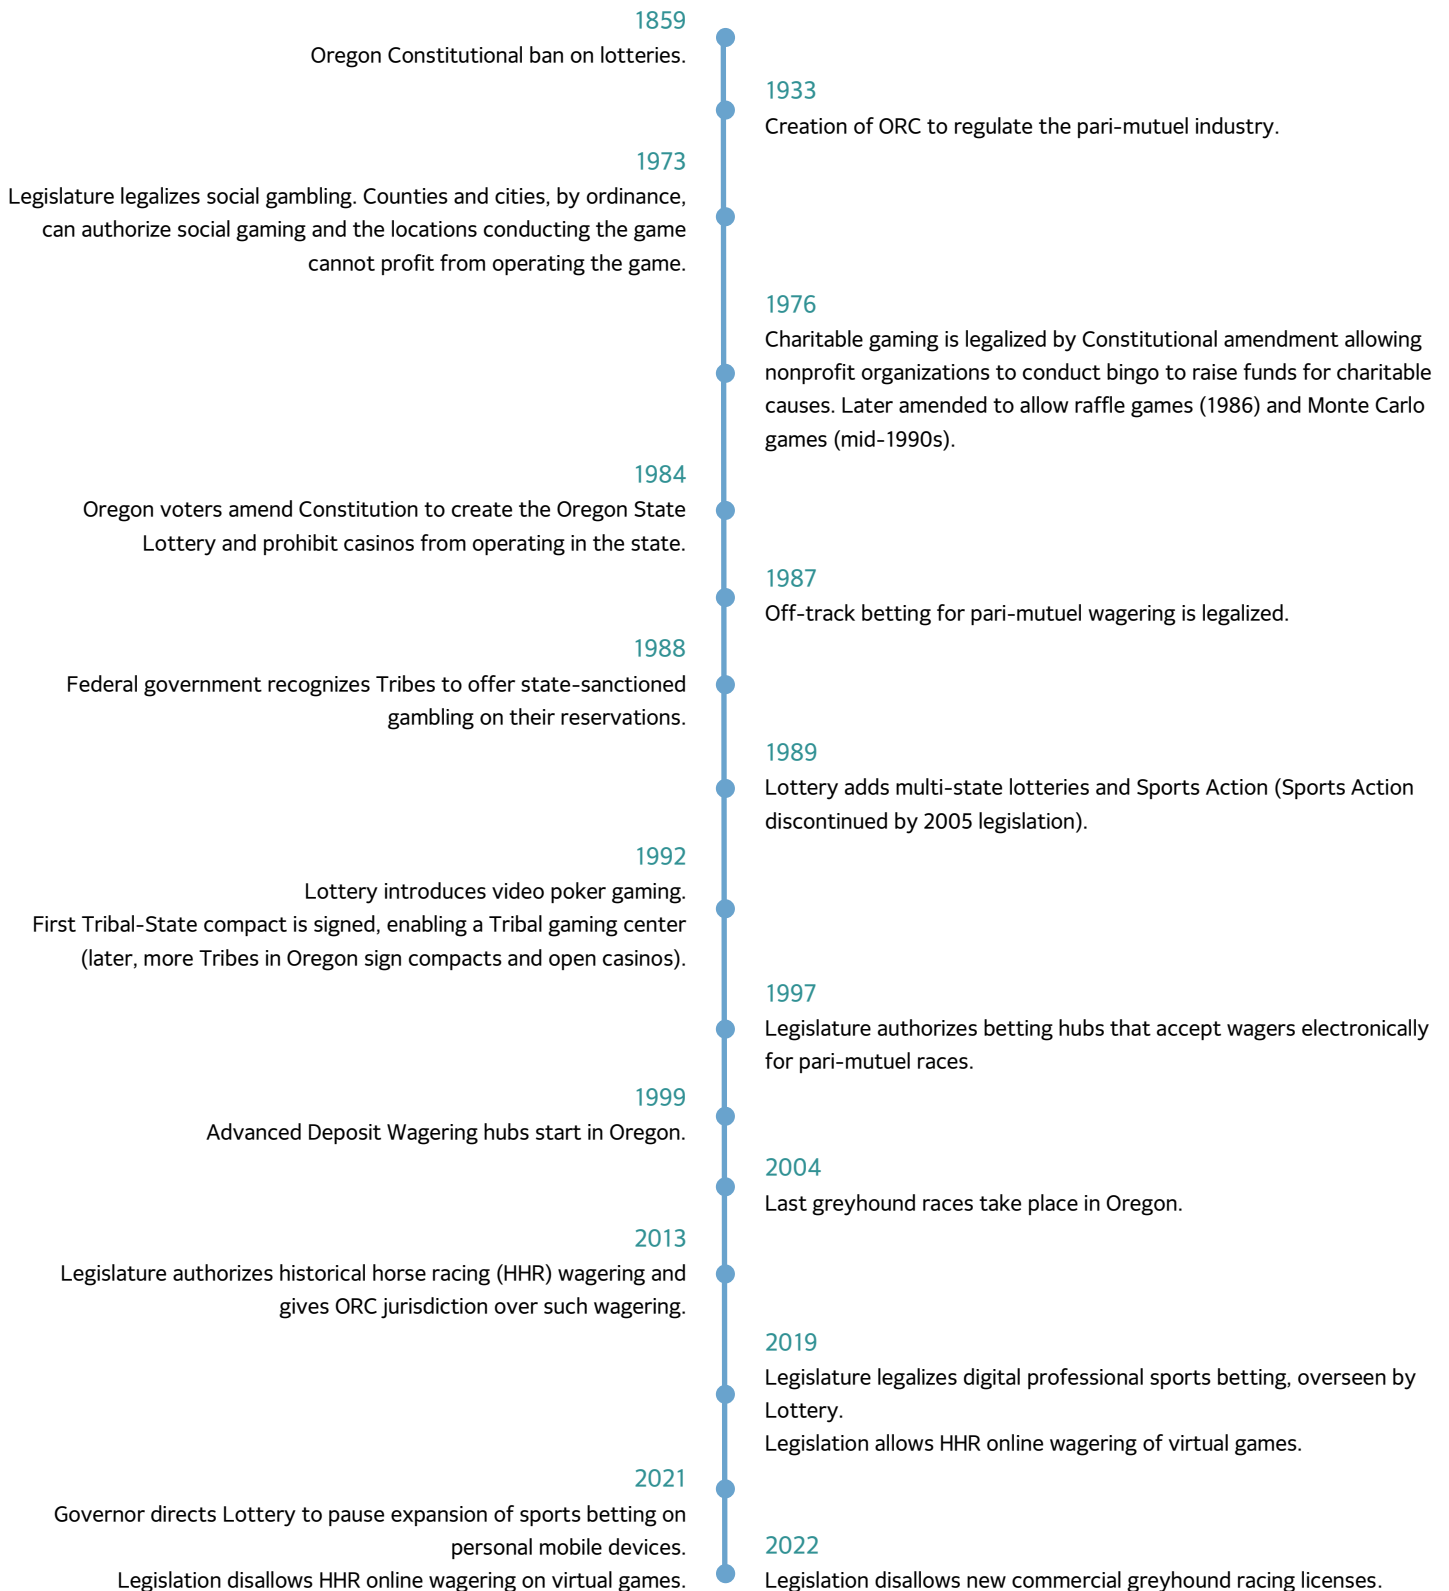 1859
Oregon Constitutional ban on lotteries.
1933
Creation of ORC to regulate the pari-mutuel industry.
1973
Legislature legalizes social gambling. Counties and cities, by ordinance,
can authorize social gaming and the locations conducting the game
cannot profit from operating the game.
1976
Charitable gaming is legalized by Constitutional amendment allowing
nonprofit organizations to conduct bingo to raise funds for charitable
causes. Later amended to allow raffle games (1986) and Monte Carlo
games (mid-1990s).
1984
Oregon voters amend Constitution to create the Oregon State
Lottery and prohibit casinos from operating in the state.
1987
Off-track betting for pari-mutuel wagering is legalized.
1988
Federal government recognizes Tribes to offer state-sanctioned
gambling on their reservations.
1989
Lottery adds multi-state lotteries and Sports Action (Sports Action
discontinued by 2005 legislation).
1992
Lottery introduces video poker gaming.
First Tribal-State compact is signed, enabling a Tribal gaming center
(later, more Tribes in Oregon sign compacts and open casinos).
1997
Legislature authorizes betting hubs that accept wagers electronically
for pari-mutuel races.
1999
Advanced Deposit Wagering hubs start in Oregon.
2004
Last greyhound races take place in Oregon.
2013
Legislature authorizes historical horse racing (HHR) wagering and
gives ORC jurisdiction over such wagering.
2019
Legislature legalizes digital professional sports betting, overseen by
Lottery.
Legislation allows HHR online wagering of virtual games.
2021
Governor directs Lottery to pause expansion of sports betting on
personal mobile devices.
Legislation disallows HHR online wagering on virtual games.
2022
Legislation disallows new commercial greyhound racing licenses.